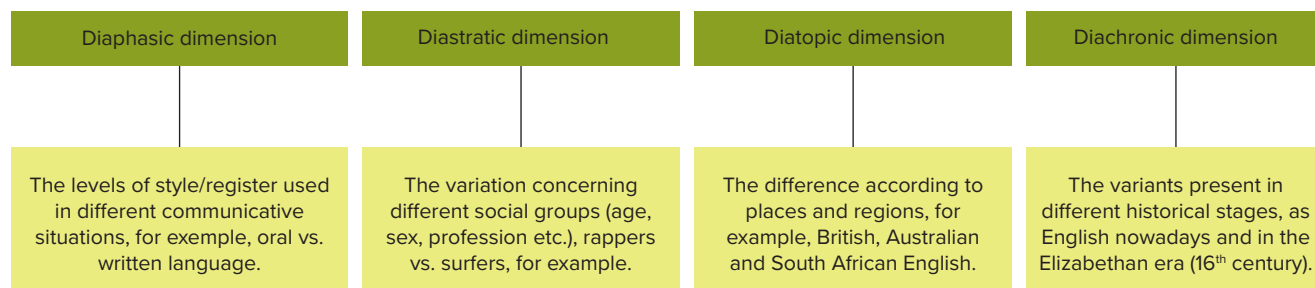 Diaphasic dimension
The levels of style/register used
in different communicative
situations, for exemple, oral vs.
written language.
Diastratic dimension
The variation concerning
different social groups (age,
sex, profession etc.), rappers
vs. surfers, for example.
Diatopic dimension
The difference according to
places and regions, for
example, British, Australian
and South African English.
Diachronic dimension
The variants present in
different historical stages, as
English nowadays and in the
Elizabethan era (16th century).